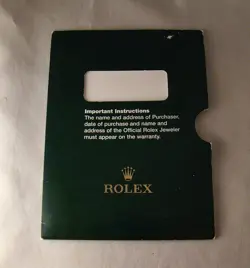 Important Instructions
The name and address of Purchaser,
date of purchase and name and
address of the Official Rolex Jeweler
must appear on the warranty.
ROLEX